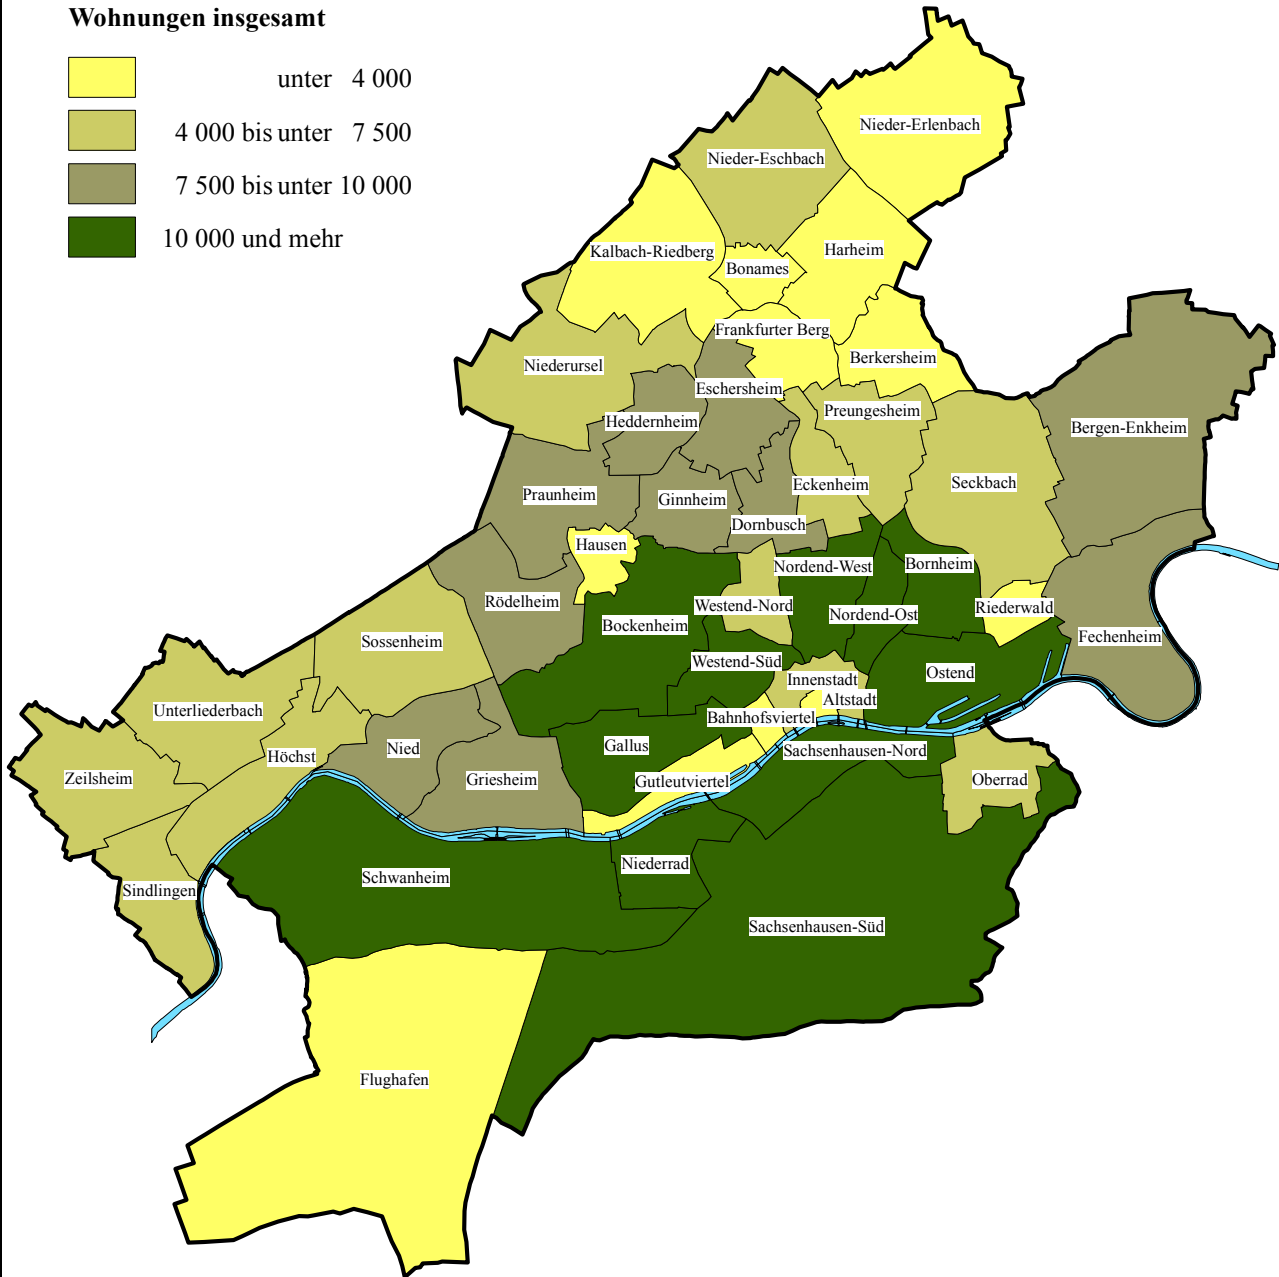 Wohnungen insgesamt
unter 4 000
4 000 bis unter 7 500
7 500 bis unter 10 000
10 000 und mehr
Nieder-Erlenbach
Nieder-Eschbach
Kalbach-Riedberg
Harheim
Bonames
Frankfurter Berg
Berkersheim
Niederursel
Eschersheim
Preungesheim
Heddernheim
Bergen-Enkheim
Praunheim
Ginnheim
Eckenheim
Seckbach
Dornbusch
Hausen
Nordend-West
Bornheim
Rödelheim
Westend-Nord
Nordend-Ost
Riederwald
Bockenheim
Fechenheim
Sossenheim
Westend-Süd
Innenstadt
Ostend
Altstadt
Unterliederbach
Bahnhofsviertel
Nied
Gallus
Sachsenhausen-Nord
Höchst
Zeilsheim
Griesheim
Gutleutviertel
Oberrad
Niederrad
Schwanheim
Sindlingen
Sachsenhausen-Süd
Flughafen